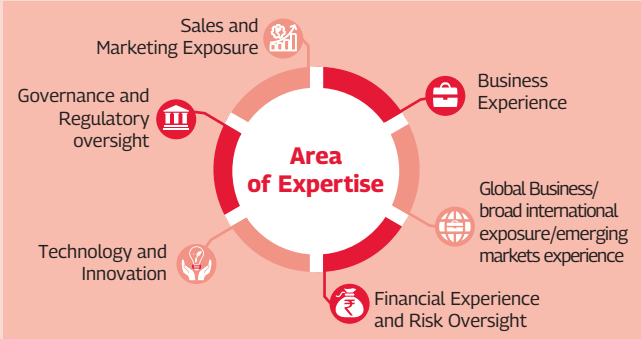 Sales and
Marketing Exposure
Business
Experience
Governance and
Regulatory
oversight
Area
of Expertise
Global Business/
broad international
exposure/emerging
markets experience
Technology and
Innovation
₹
Financial Experience
and Risk Oversight